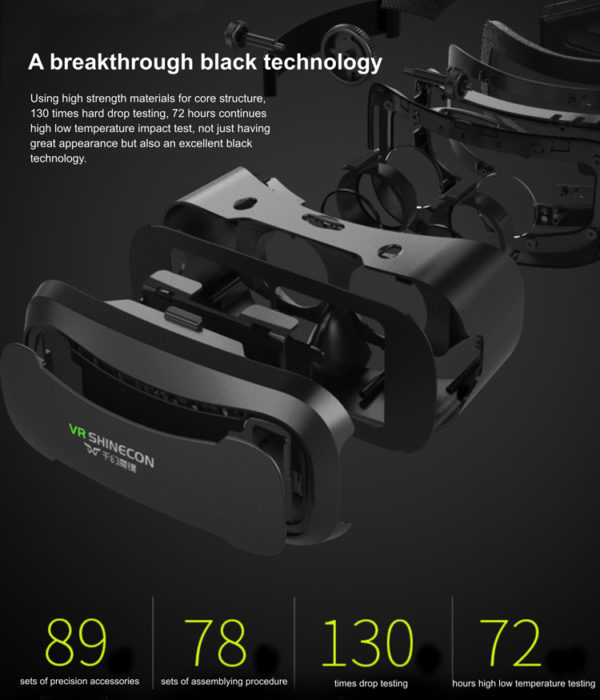 A breakthrough black technology
Using high strength materials for core structure,
130 times hard drop testing, 72 hours continues
high low temperature impact test, not just having
great appearance but also an excellent black
technology.
VR SHINECON
千幻魔镜
89
sets of precision accessories
78
sets of assemblying procedure
130
times drop testing
72
hours high low temperature testing